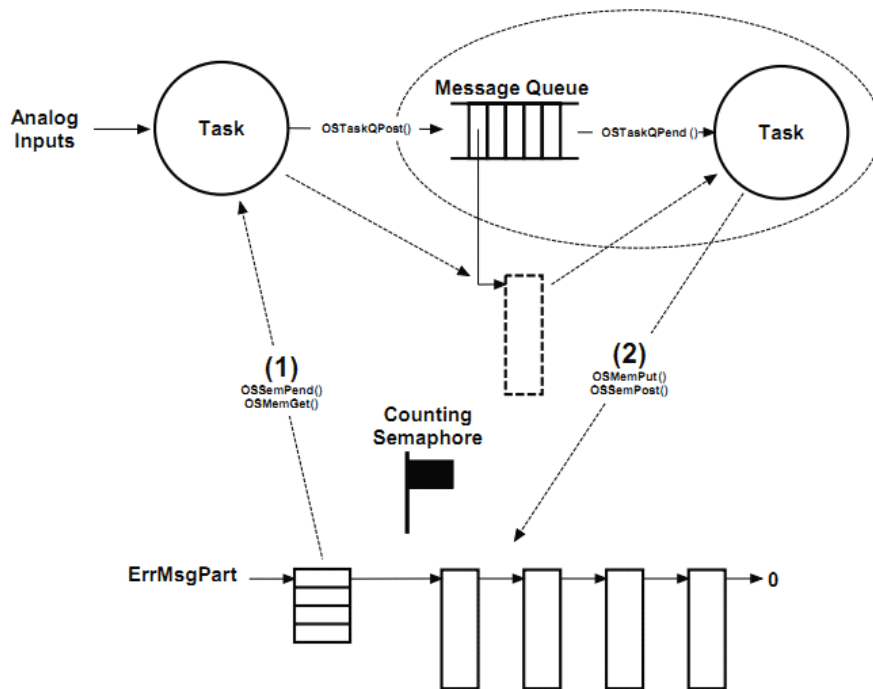 Analog
Inputs
Task
OSTaskQPost()
Message Queue
OSTaskQPend ()
Task
(1)
OSSemPend()
OSMemGet()
(2)
OSMemPut()
OSSemPost()
Counting
Semaphore
ErrMsgPart
0